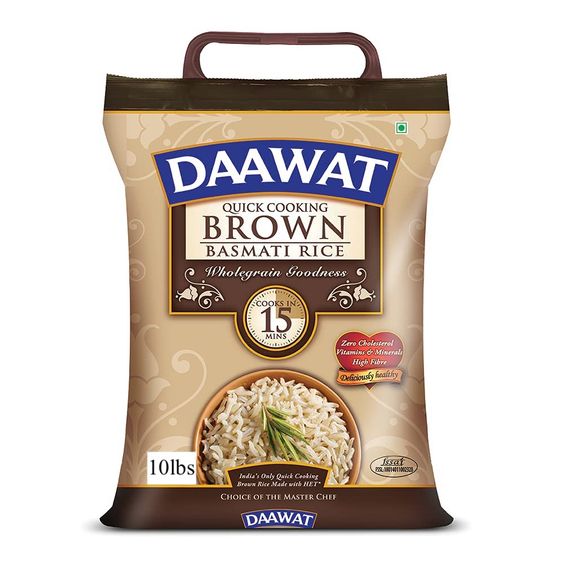 DAAWAT
QUICK COOKING
BROWN
BASMATI RICE
Wholegrain Goodness
COOKS IN
15
MINS
Zero Cholesterol
Vitamins & Minerals
High Fibre
Deliciously healthy
10lbs
India's Only Quick Cooking
Brown Rice Made with HET*
CHOICE OF THE MASTER CHEF
DAAWAT
fssai